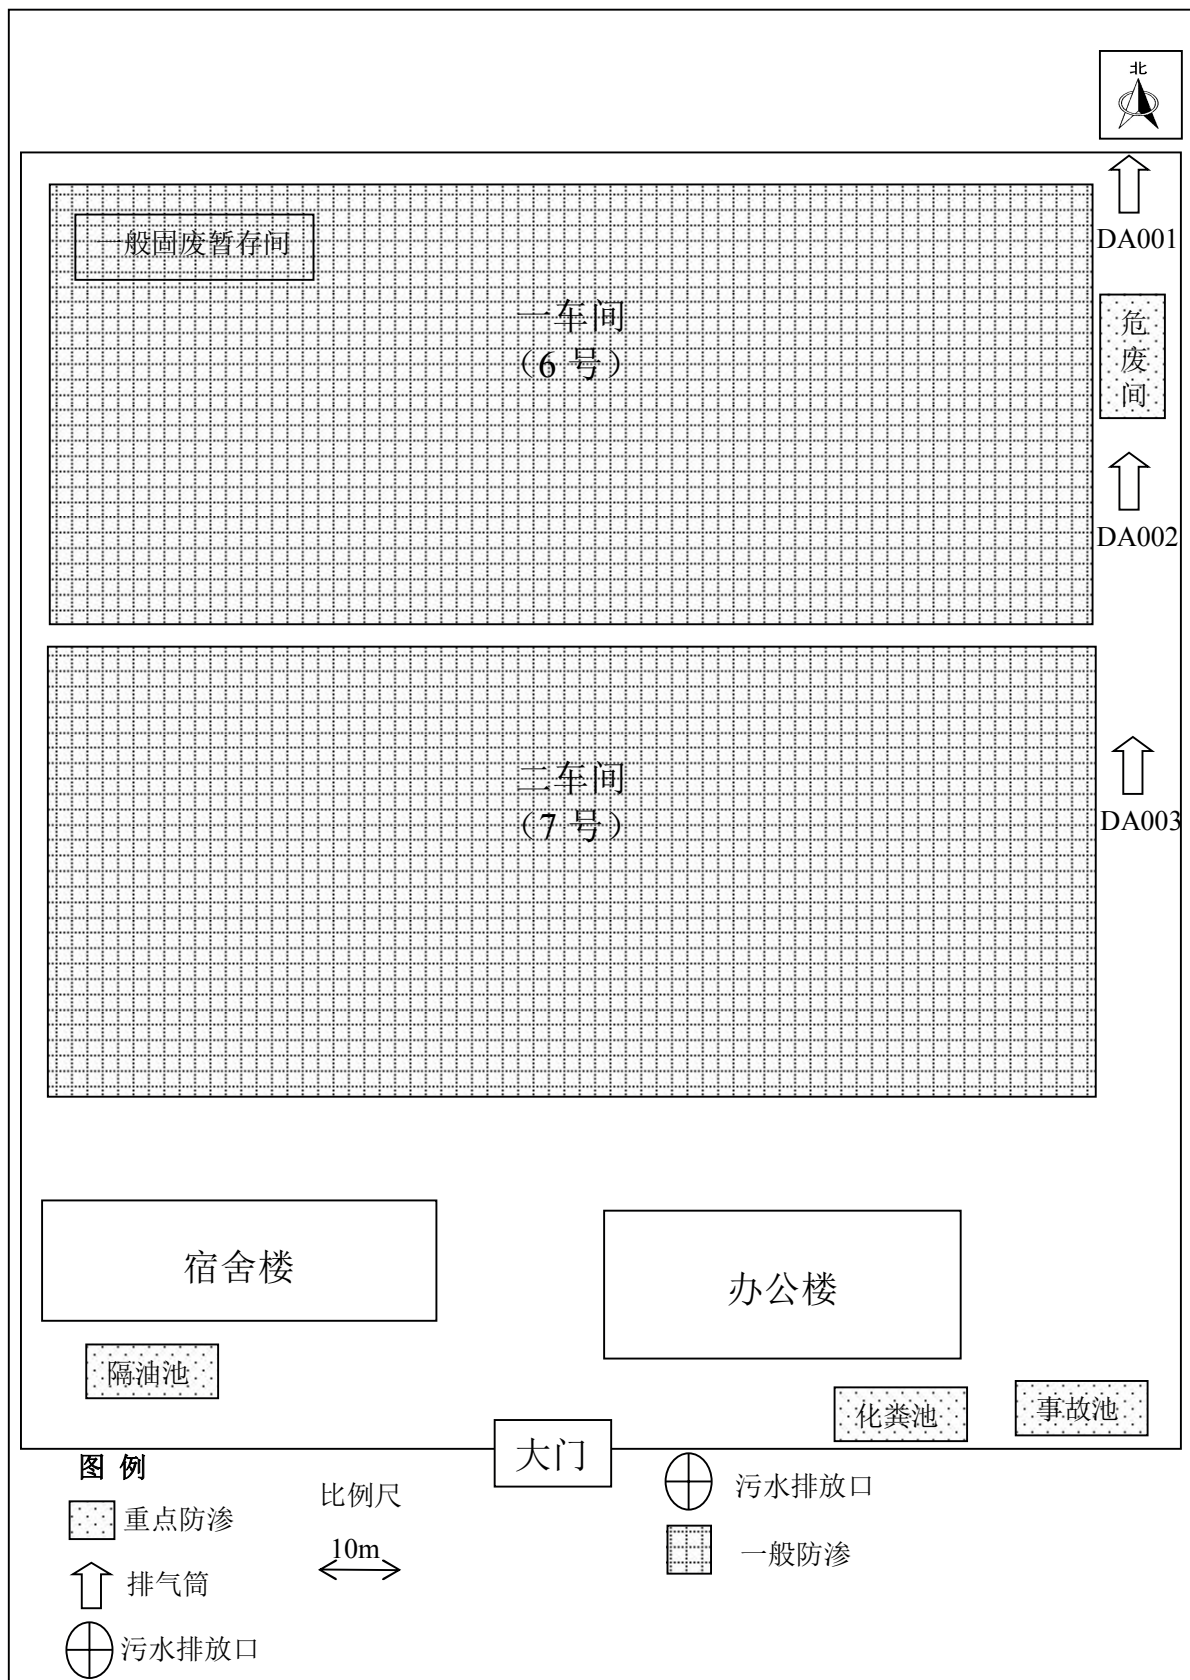 北
DA001
一般固废暂存间
一车间
（6 号）
危
废
间
DA002
二车间
（7 号）
DA003
宿舍楼
办公楼
隔油池
化粪池
事故池
大门
图 例
重点防渗
排气筒
污水排放口
比例尺
10m
污水排放口
一般防渗